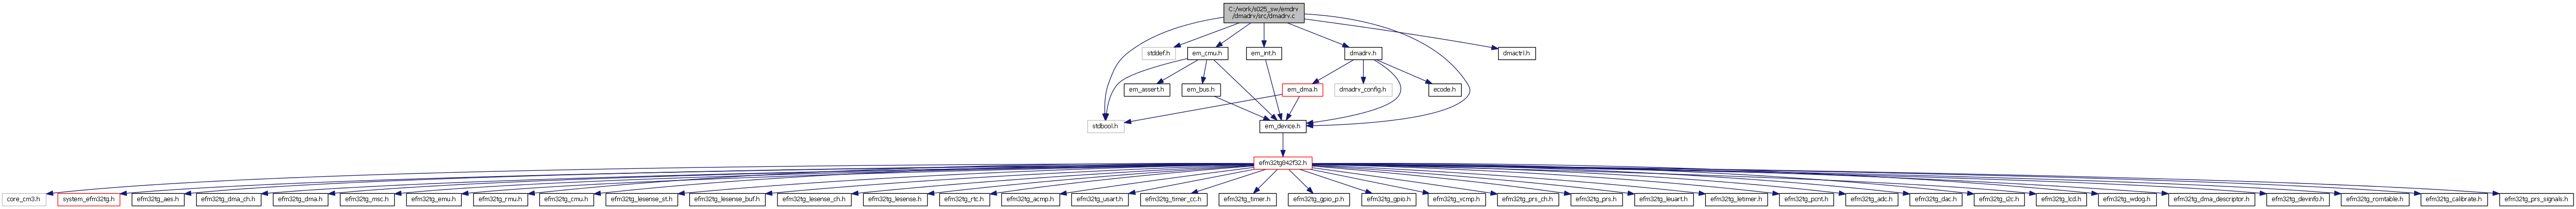 C:/work/s025_sw/emdrv
/dmadrv/src/dmadrv.c
stddef.h
em_cmu.h
em_int.h
dmadrv.h
dmactrl.h
em_assert.h
em_bus.h
em_dma.h
dmadrv_config.h
ecode.h
stdbool.h
em_device.h
efm32tg842f32.h
core_cm3.h
system_efm32tg.h
efm32tg_aes.h
efm32tg_dma_ch.h
efm32tg_dma.h
efm32tg_msc.h
efm32tg_emu.h
efm32tg_rmu.h
efm32tg_cmu.h
efm32tg_lesense_st.h
efm32tg_lesense_buf.h
efm32tg_lesense_ch.h
efm32tg_lesense.h
efm32tg_rtc.h
efm32tg_acmp.h
efm32tg_usart.h
efm32tg_timer_cc.h
efm32tg_timer.h
efm32tg_gpio_p.h
efm32tg_gpio.h
efm32tg_vcmp.h
efm32tg_prs_ch.h
efm32tg_prs.h
efm32tg_leuart.h
efm32tg_letimer.h
efm32tg_pcnt.h
efm32tg_adc.h
efm32tg_dac.h
efm32tg_i2c.h
efm32tg_lcd.h
efm32tg_wdog.h
efm32tg_dma_descriptor.h
efm32tg_devinfo.h
efm32tg_romtable.h
efm32tg_calibrate.h
efm32tg_prs_signals.h